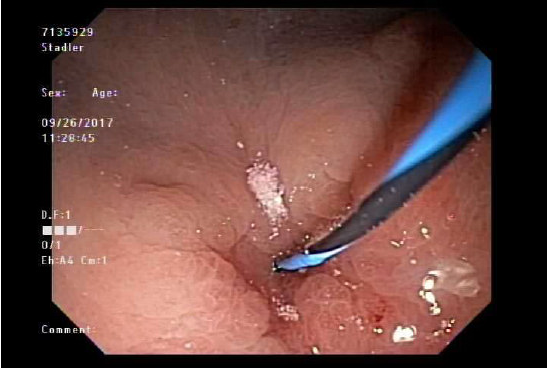 7135929
Stadler
Sex: Age:
09/26/2017
11:28:45
D.F:1
■■■/---
0/1
Eh:A4 Cm:1
Comment: